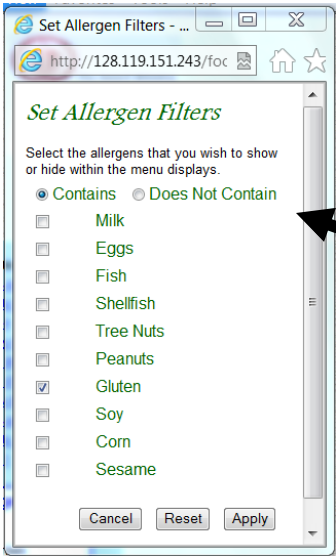 Set Allergen Filters - ...
http://128.119.151.243/foc
Set Allergen Filters
Select the allergens that you wish to show
or hide within the menu displays.
Contains Does Not Contain
Milk
Eggs
Fish
Shellfish
Tree Nuts
Peanuts
Gluten
Soy
Corn
Sesame
Cancel Reset Apply